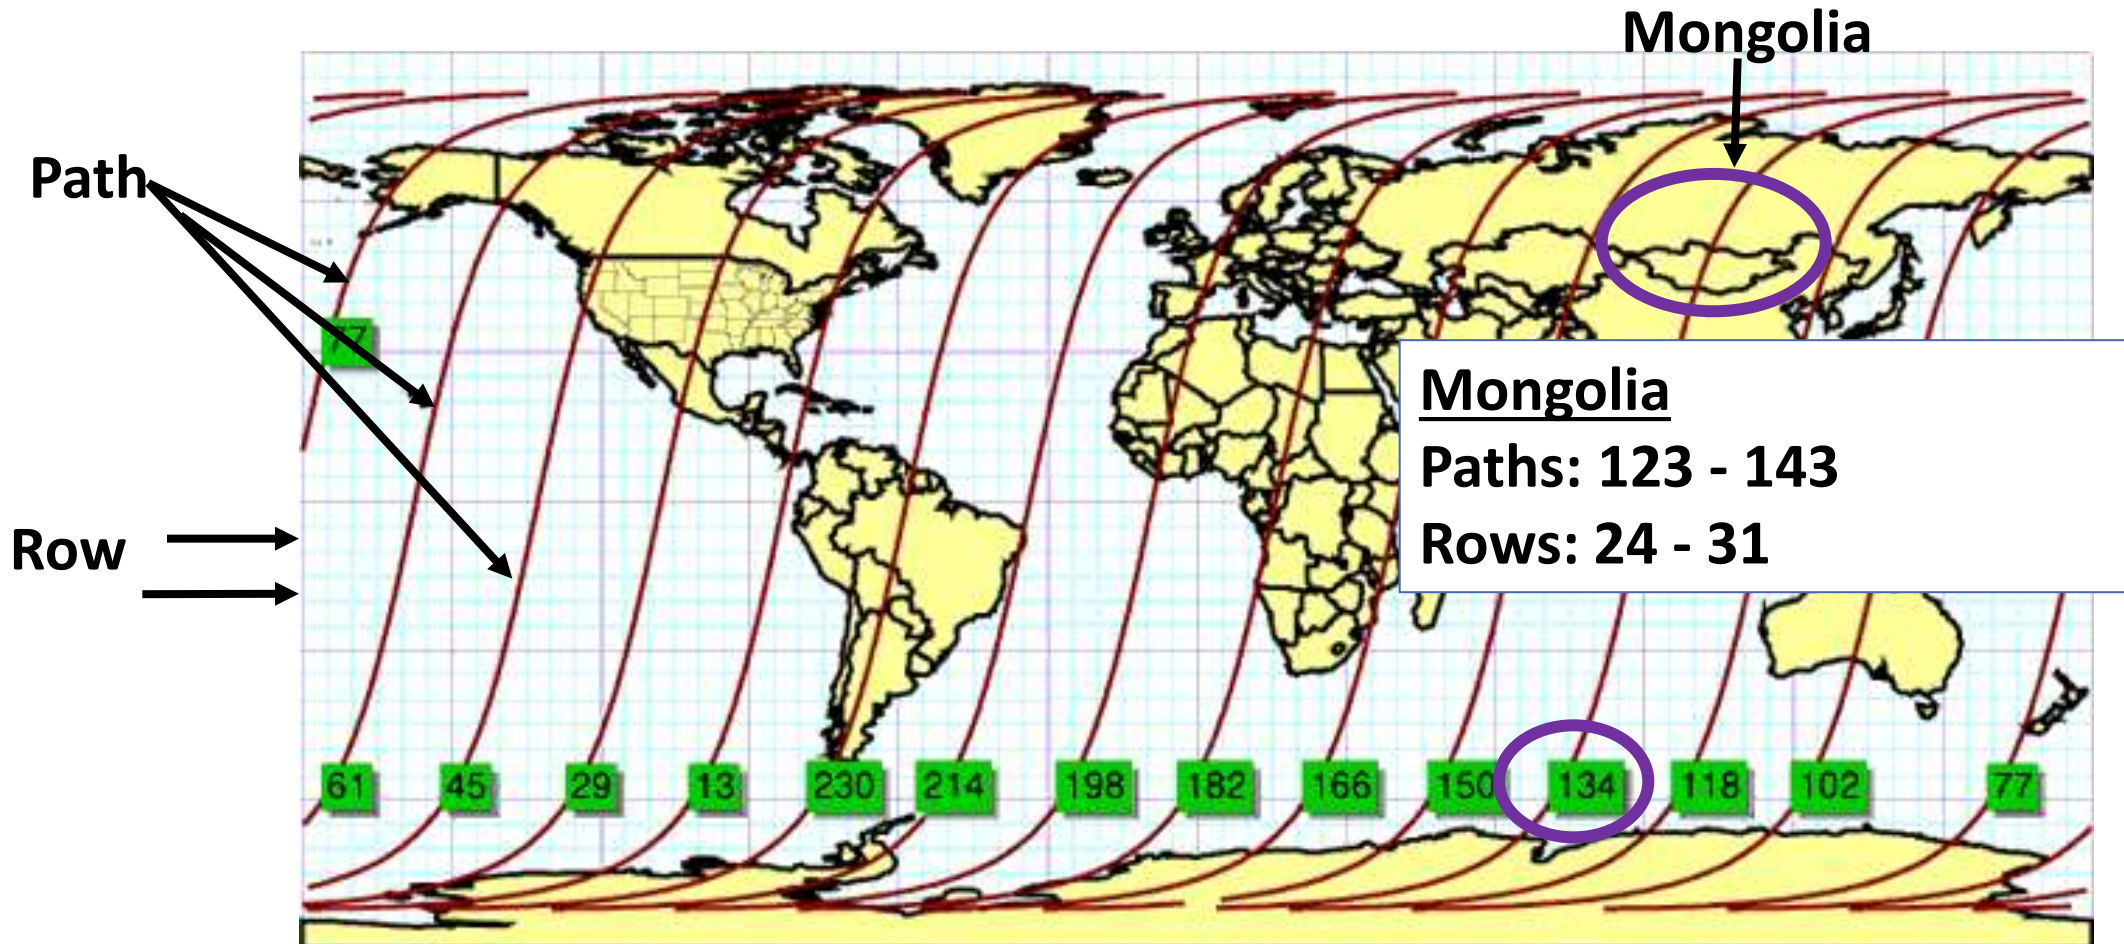 Mongolia
Path
77
Mongolia
Paths: 123 - 143
Rows: 24 - 31
Row
61 45 29 13 230 214 198 182 166 150 134 118 102 77